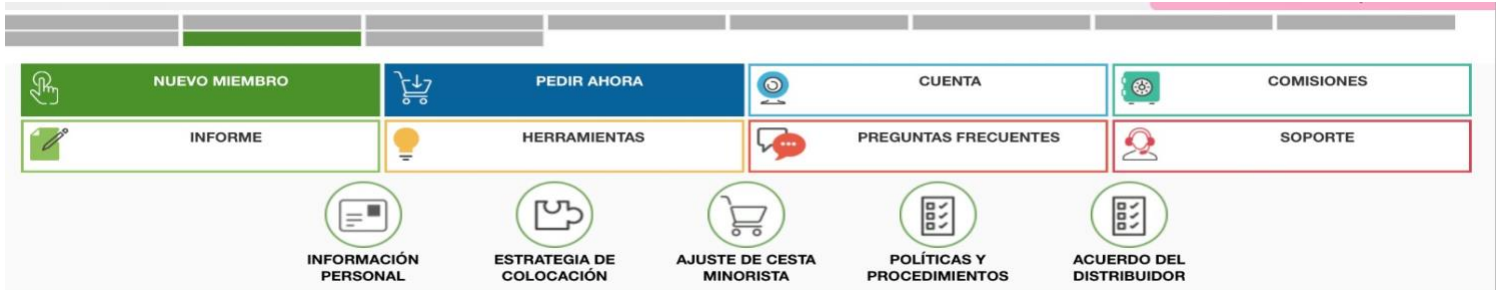 NUEVO MIEMBRO
PEDIR AHORA
CUENTA
COMISIONES
INFORME
HERRAMIENTAS
PREGUNTAS FRECUENTES
SOPORTE
INFORMACIÓN
PERSONAL
ESTRATEGIA DE
COLOCACIÓN
AJUSTE DE CESTA
MINORISTA
POLÍTICAS Y
PROCEDIMIENTOS
ACUERDO DEL
DISTRIBUIDOR